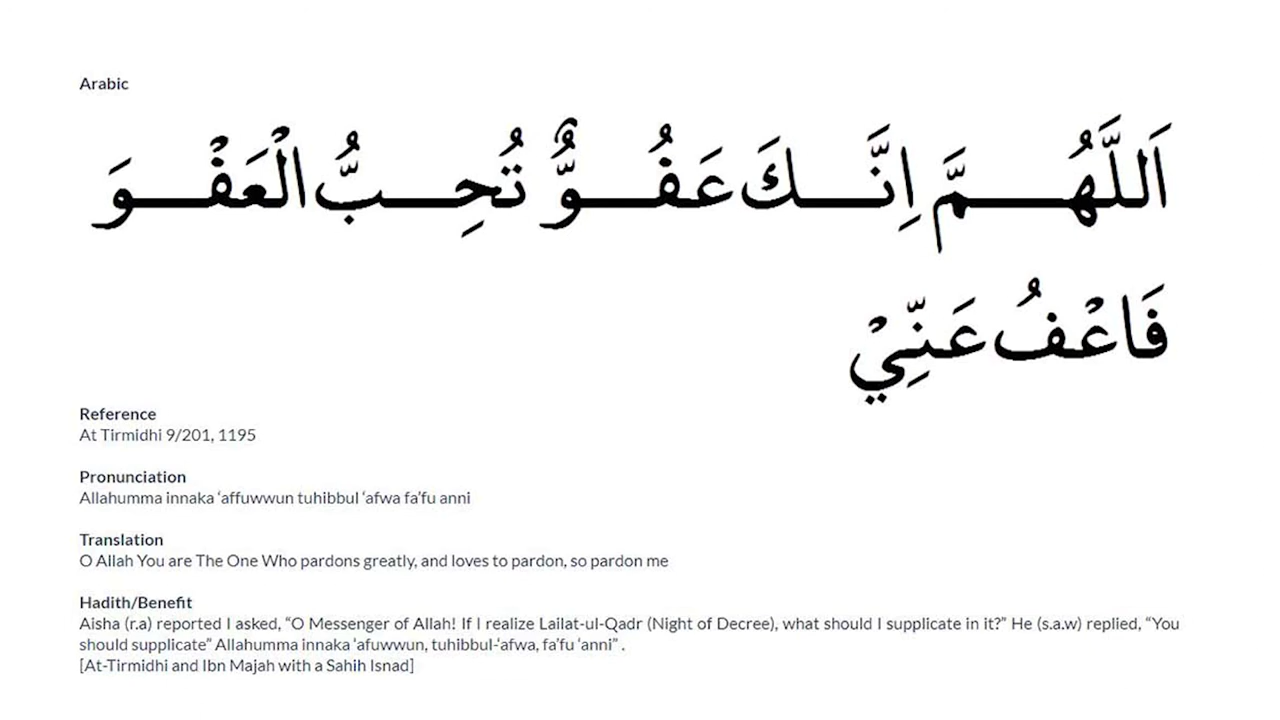 Arabic
اَللَّهُمَّ اِنَّكَ عَفُوٌّ تُحِبُّ الْعَفْوَ
فَاعْفُ عَنِّيْ
Reference
At Tirmidhi 9/201, 1195
Pronunciation
Allahumma innaka ‘affuwwun tuhibbul ‘afwa fa’fu anni
Translation
O Allah You are The One Who pardons greatly, and loves to pardon, so pardon me
Hadith/Benefit
Aisha (r.a) reported I asked, “O Messenger of Allah! If I realize Lailat-ul-Qadr (Night of Decree), what should I supplicate in it?” He (s.a.w) replied, “You
should supplicate” Allahumma innaka ‘afuwwun, tuhibbul-‘afwa, fa’fu ‘anni” .
[At-Tirmidhi and Ibn Majah with a Sahih Isnad]